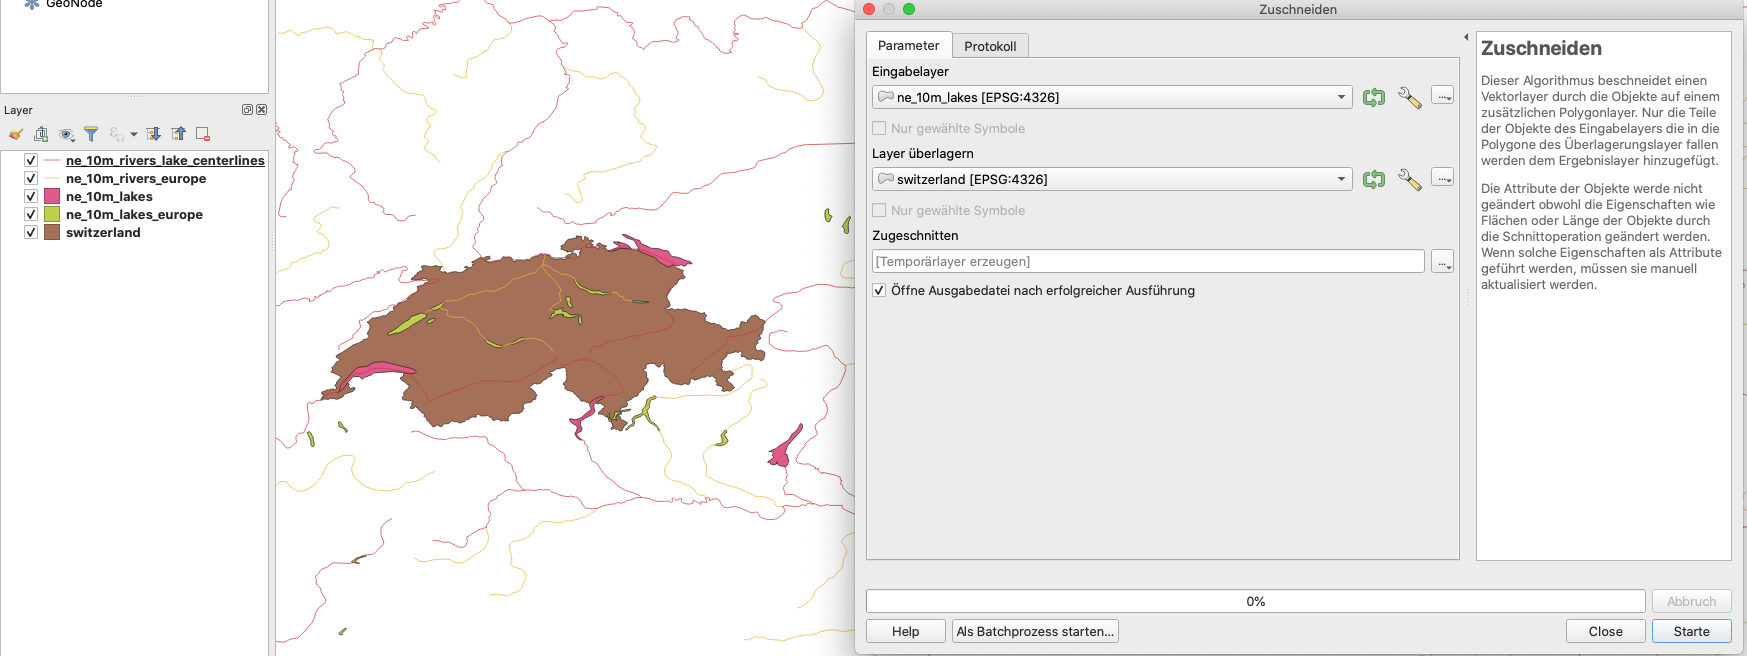 GeoNode
Layer
ne_10m_rivers_lake_centerlines
ne_10m_rivers_europe
ne_10m_lakes
ne_10m_lakes_europe
switzerland
Zuschneiden
Parameter
Protokoll
Eingabelayer
ne_10m_lakes [EPSG:4326]
...
Nur gewählte Symbole
Layer überlagern
switzerland [EPSG:4326]
...
Nur gewählte Symbole
Zugeschnitten
[Temporärlayer erzeugen]
...
Öffne Ausgabedatei nach erfolgreicher Ausführung
Zuschneiden
Dieser Algorithmus beschneidet einen
Vektorlayer durch die Objekte auf einem
zusätzlichen Polygonlayer. Nur die Teile
der Objekte des Eingabelayers die in die
Polygone des Überlagerungslayer fallen
werden dem Ergebnislayer hinzugefügt.
Die Attribute der Objekte werde nicht
geändert obwohl die Eigenschaften wie
Flächen oder Länge der Objekte durch
die Schnittoperation geändert werden.
Wenn solche Eigenschaften als Attribute
geführt werden, müssen sie manuell
aktualisiert werden.
0%
Abbruch
Help
Als Batchprozess starten...
Close
Starte